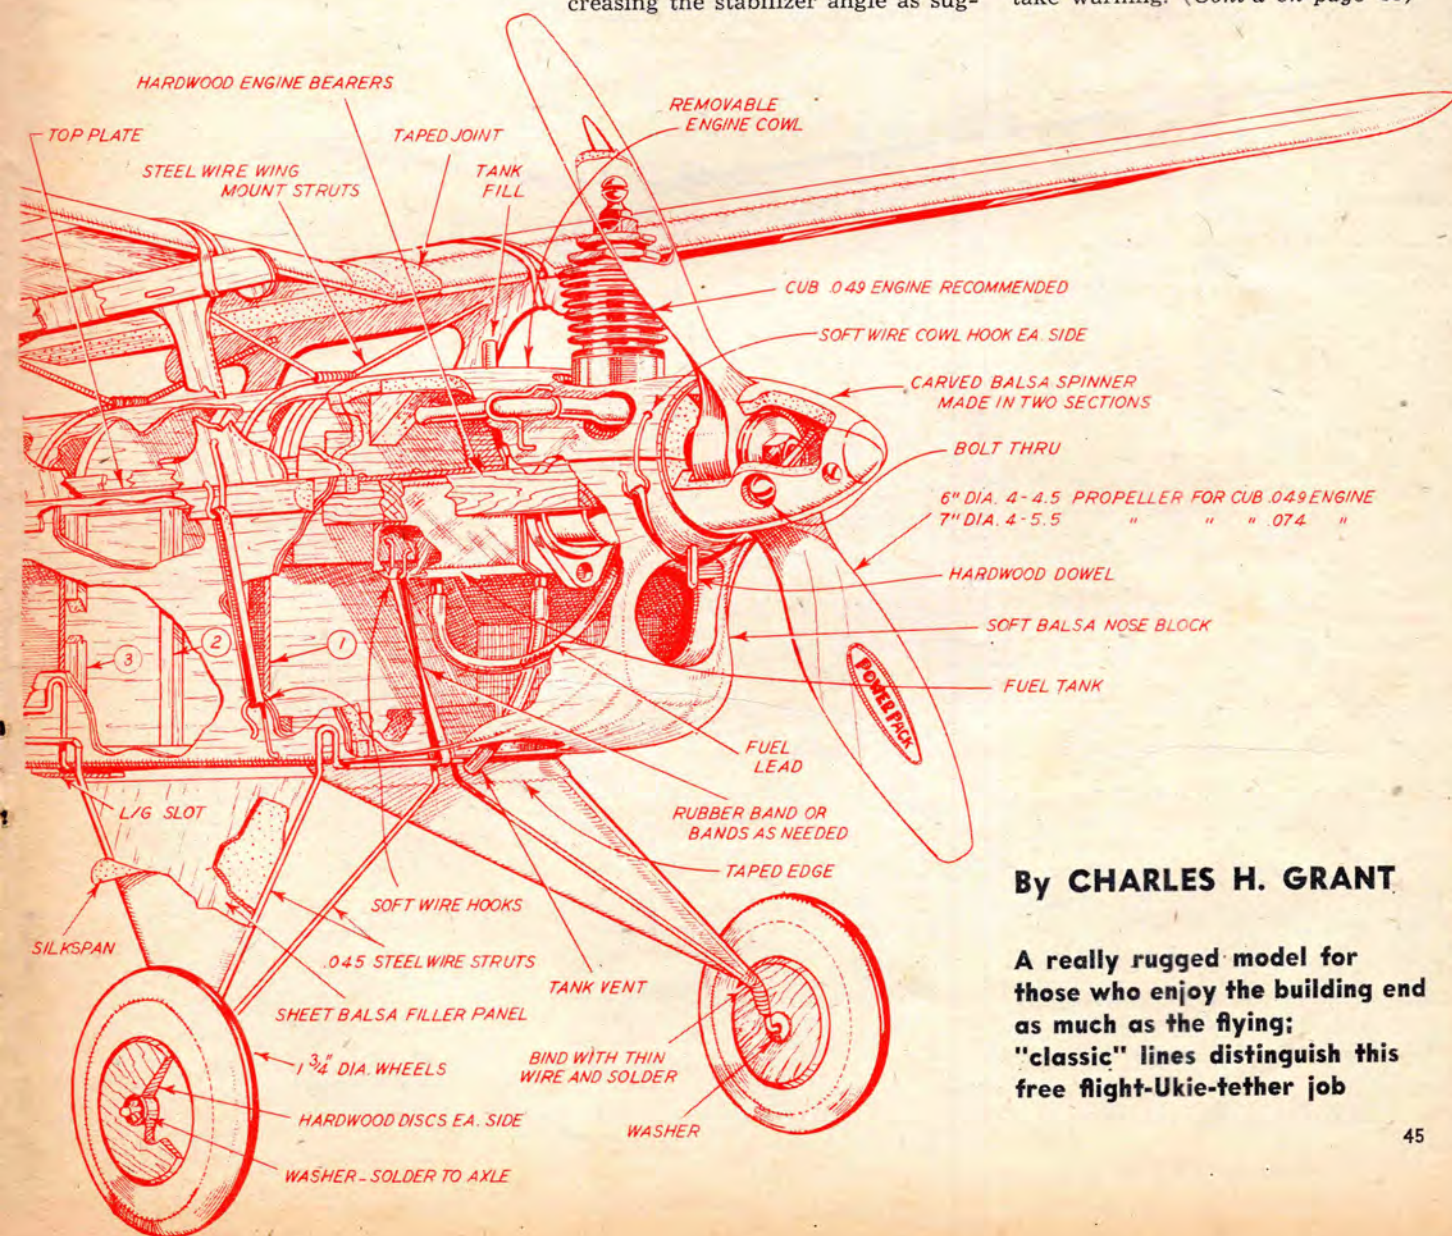 creasing the stabilizer angle as sug-
take warning. (Cont'd on page
HARDWOOD ENGINE BEARERS
REMOVABLE
ENGINE COWL
TOP PLATE
TAPED JOINT
STEEL WIRE WING
MOUNT STRUTS
TANK
FILL
CUB .049 ENGINE RECOMMENDED
SOFT WIRE COWL HOOK EA. SIDE
CARVED BALSA SPINNER
MADE IN TWO SECTIONS
BOLT THRU
6" DIA. 4-4.5 PROPELLER FOR CUB .049 ENGINE
7" DIA. 4-5.5 " " " .074 "
HARDWOOD DOWEL
SOFT BALSA NOSE BLOCK
FUEL TANK
POWER PACK
3
2
1
FUEL
LEAD
L/G SLOT
RUBBER BAND OR
BANDS AS NEEDED
TAPED EDGE
SOFT WIRE HOOKS
SILKSPAN
.045 STEEL WIRE STRUTS
TANK VENT
SHEET BALSA FILLER PANEL
1 3/4" DIA. WHEELS
BIND WITH THIN
WIRE AND SOLDER
HARDWOOD DISCS EA. SIDE
WASHER
WASHER - SOLDER TO AXLE
By CHARLES H. GRANT
A really rugged model for
those who enjoy the building end
as much as the flying;
"classic" lines distinguish this
free flight-Ukie-tether job
45